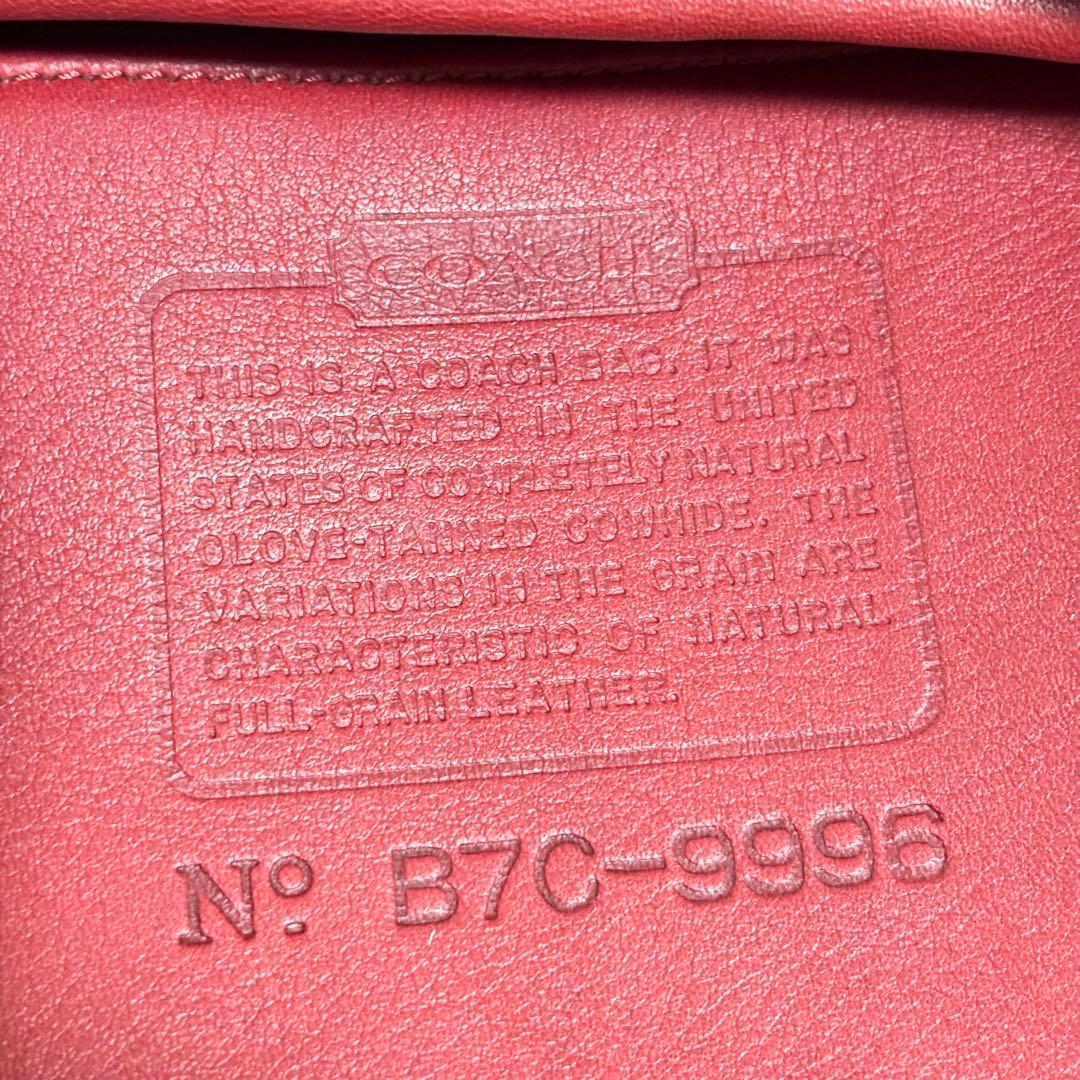 COACH
THIS IS A COACH BAG. IT WAS
HANDCRAFTED IN THE UNITED
STATES OF COMPLETELY NATURAL
GLOVE-TANNED COWHIDE. THE
VARIATIONS IN THE GRAIN ARE
CHARACTERISTIC OF NATURAL
FULL-GRAIN LEATHER.
Nº B7C-9996